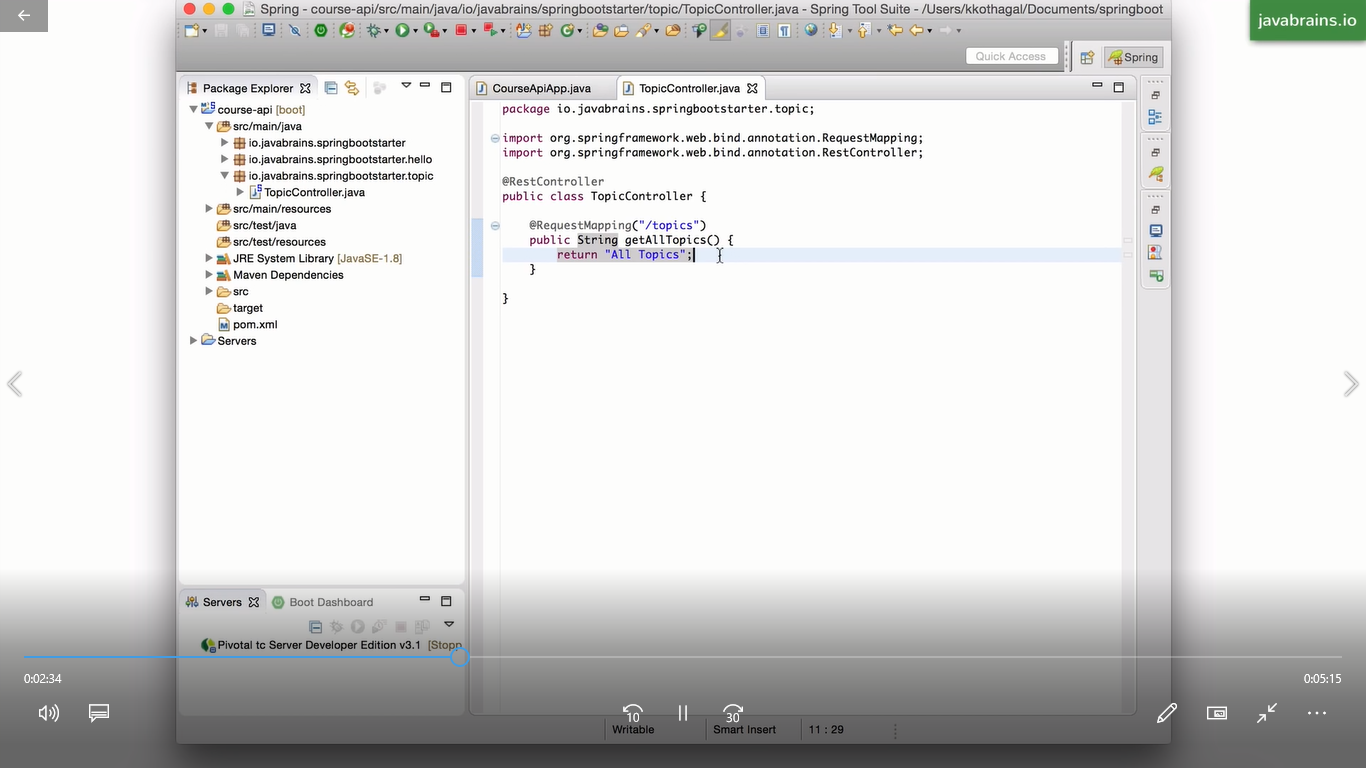 Spring - course-api/src/main/java/io/javabrains/springbootstarter/topic/TopicController.java - Spring Tool Suite - /Users/kkothagal/Documents/springboot
javabrains.io
Quick Access
Spring
Package Explorer
CourseApiApp.java
TopicController.java
course-api [boot]
src/main/java
io.javabrains.springbootstarter
io.javabrains.springbootstarter.hello
io.javabrains.springbootstarter.topic
TopicController.java
src/main/resources
src/test/java
src/test/resources
JRE System Library [JavaSE-1.8]
Maven Dependencies
src
target
pom.xml
Servers
package io.javabrains.springbootstarter.topic;
import org.springframework.web.bind.annotation.RequestMapping;
import org.springframework.web.bind.annotation.RestController;
@RestController
public class TopicController {
@RequestMapping("/topics")
public String getAllTopics() {
return "All Topics";
}
}
Servers
Boot Dashboard
Pivotal tc Server Developer Edition v3.1 [Stopp
0:02:34
0:05:15
10
30
Writable
Smart Insert
11 : 29